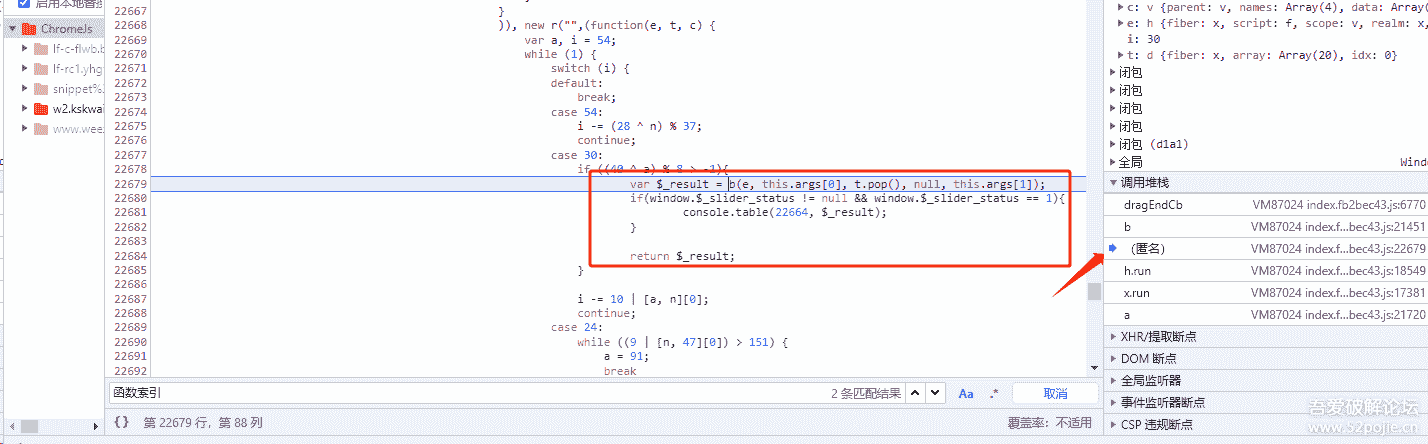 启用本地替
ChromeJs
lf-c-flwb.b
lf-rc1.yhg
snippet%
w2.kskwai
www.wee
22667 }
22668 )), new r("",(function(e, t, c) {
22669 var a, i = 54;
22670 while (1) {
22671 switch (i) {
22672 default:
22673 break;
22674 case 54:
22675 i -= (28 ^ n) % 37;
22676 continue;
22677 case 30:
22678 if ((40 ^ a) % 8 > -1){
22679 var $_result = b(e, this.args[0], t.pop(), null, this.args[1]);
22680 if(window.$_slider_status != null && window.$_slider_status == 1){
22681 console.table(22664, $_result);
22682 }
22683
22684 return $_result;
22685 }
22686
22687 i -= 10 | [a, n][0];
22688 continue;
22689 case 24:
22690 while ((9 | [n, 47][0]) > 151) {
22691 a = 91;
22692 break
函数索引 2 条匹配结果 Aa .* 取消
{} 第 22679 行，第 88 列 覆盖率：不适用
c: v {parent: v, names: Array(4), data: Array(
e: h {fiber: x, script: f, scope: v, realm: x,
i: 30
t: d {fiber: x, array: Array(20), idx: 0}
闭包
闭包
闭包
闭包
闭包 (d1a1)
全局 Windo
调用堆栈
dragEndCb VM87024 index.fb2bec43.js:6770
b VM87024 index.f…bec43.js:21451
（匿名） VM87024 index.f…bec43.js:22679
h.run VM87024 index.f…bec43.js:18549
x.run VM87024 index.f…bec43.js:17381
a VM87024 index.f…bec43.js:21720
XHR/提取断点
DOM 断点
全局监听器
事件监听器断点
CSP 违规断点
吾爱破解论坛
www.52pojie.cn